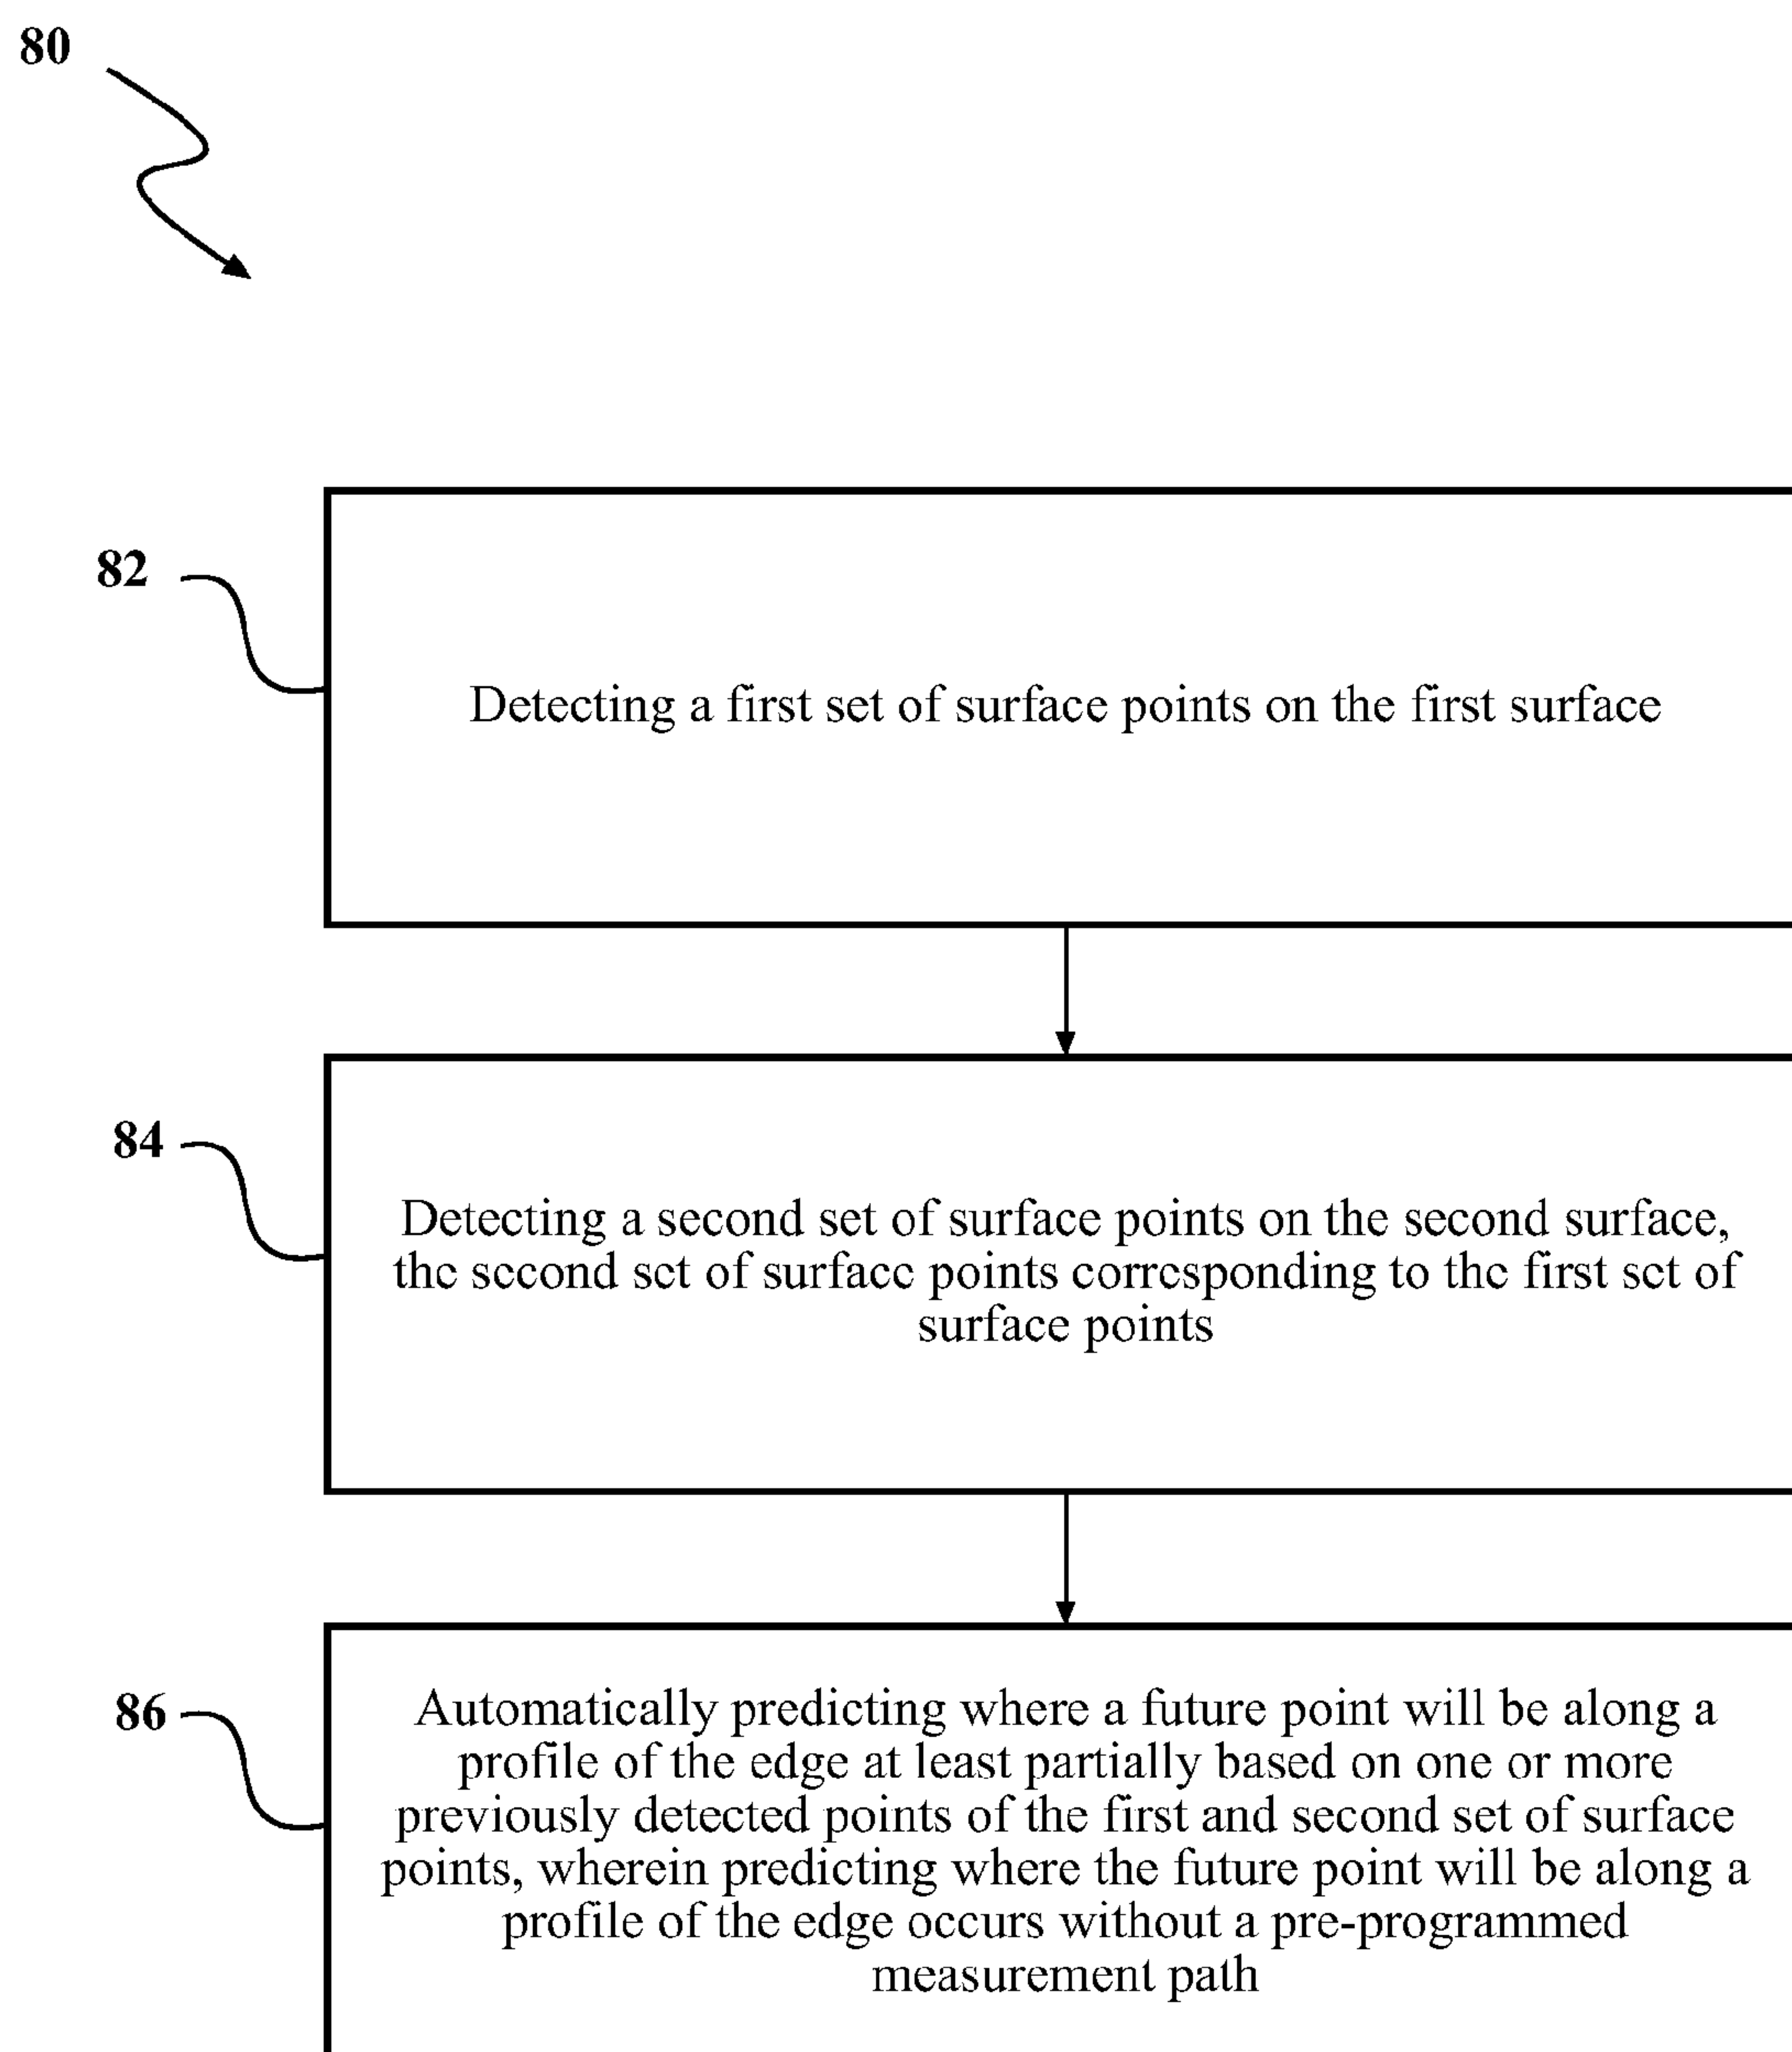 80
82
Detecting a first set of surface points on the first surface
84
Detecting a second set of surface points on the second surface,
the second set of surface points corresponding to the first set of
surface points
86
Automatically predicting where a future point will be along a
profile of the edge at least partially based on one or more
previously detected points of the first and second set of surface
points, wherein predicting where the future point will be along a
profile of the edge occurs without a pre-programmed
measurement path